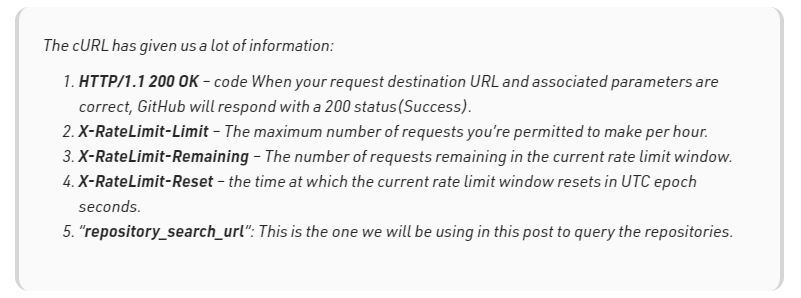 The cURL has given us a lot of information:
1. HTTP/1.1 200 OK – code When your request destination URL and associated parameters are
correct, GitHub will respond with a 200 status(Success).
2. X-RateLimit-Limit – The maximum number of requests you're permitted to make per hour.
3. X-RateLimit-Remaining – The number of requests remaining in the current rate limit window.
4. X-RateLimit-Reset – the time at which the current rate limit window resets in UTC epoch
seconds.
5. "repository_search_url": This is the one we will be using in this post to query the repositories.